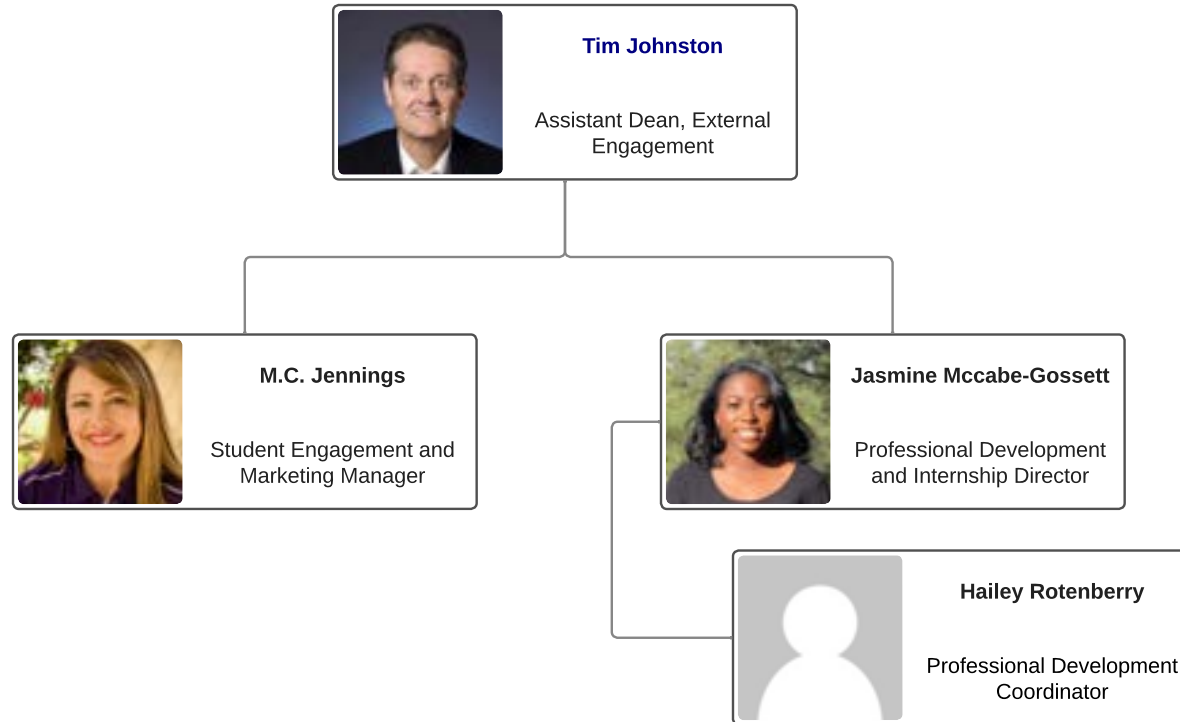 Tim Johnston
Assistant Dean, External
Engagement
M.C. Jennings
Student Engagement and
Marketing Manager
Jasmine Mccabe-Gossett
Professional Development
and Internship Director
Hailey Rotenberry
Professional Development
Coordinator